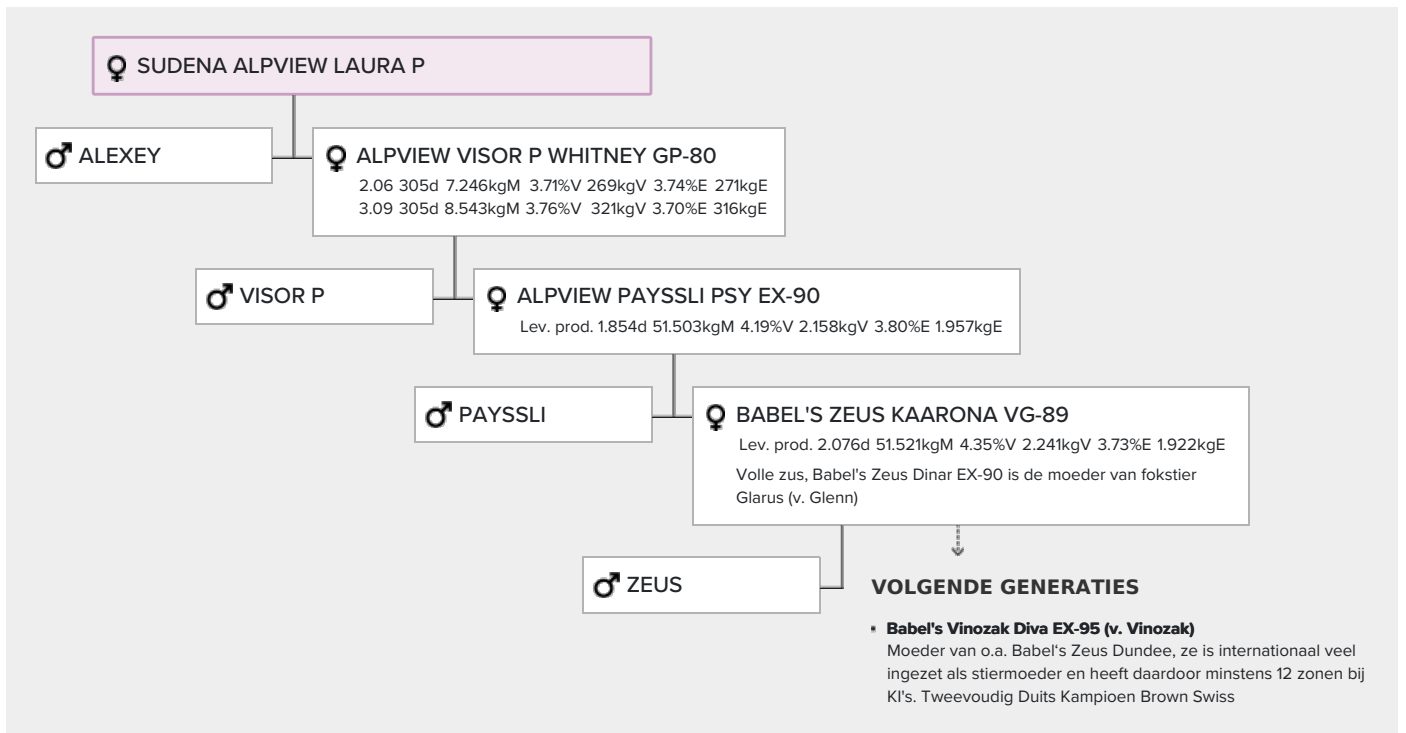 SUDENA ALPVIEW LAURA P
ALEXEY
ALPVIEW VISOR P WHITNEY GP-80
2.06 305d 7.246kgM 3.71%V 269kgV 3.74%E 271kgE
3.09 305d 8.543kgM 3.76%V 321kgV 3.70%E 316kgE
VISOR P
ALPVIEW PAYSSLI PSY EX-90
Lev. prod. 1.854d 51.503kgM 4.19%V 2.158kgV 3.80%E 1.957kgE
PAYSSLI
BABEL'S ZEUS KAARONA VG-89
Lev. prod. 2.076d 51.521kgM 4.35%V 2.241kgV 3.73%E 1.922kgE
Volle zus, Babel's Zeus Dinar EX-90 is de moeder van fokstier
Glarus (v. Glenn)
ZEUS
VOLGENDE GENERATIES
▪ Babel's Vinozak Diva EX-95 (v. Vinozak)
Moeder van o.a. Babel‘s Zeus Dundee, ze is internationaal veel
ingezet als stiermoeder en heeft daardoor minstens 12 zonen bij
KI's. Tweevoudig Duits Kampioen Brown Swiss